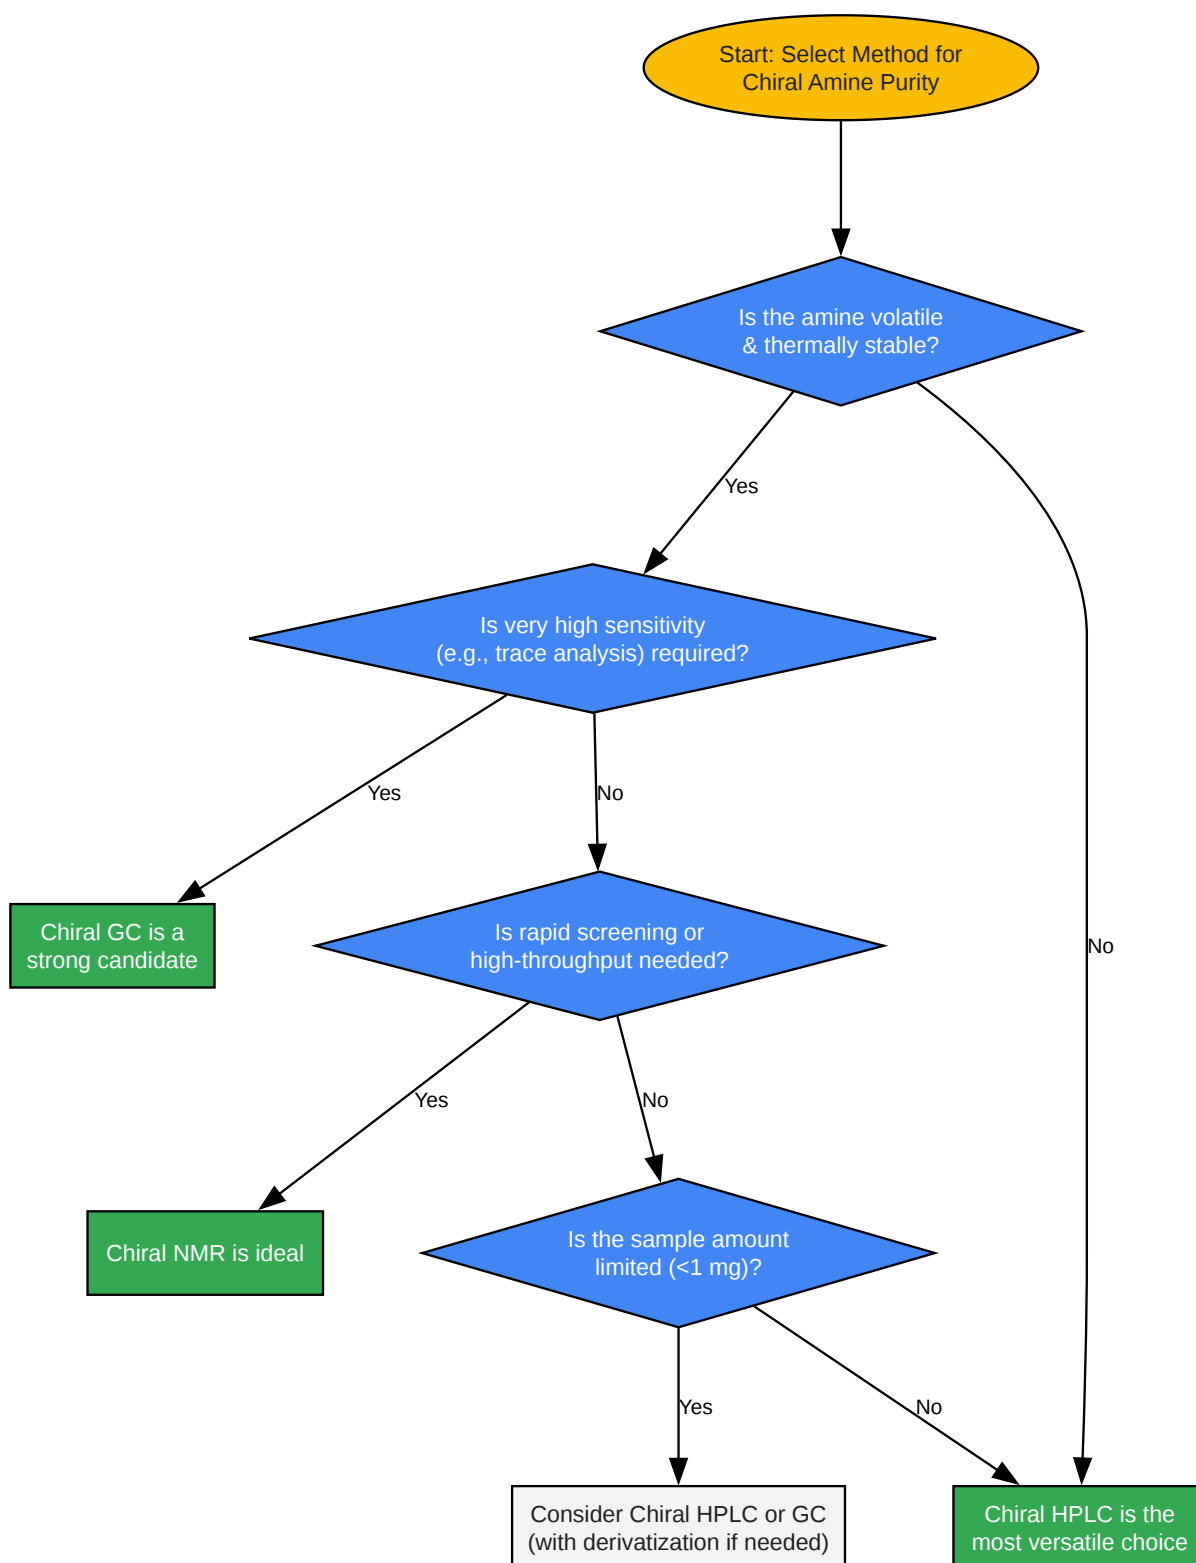 Start: Select Method for
Chiral Amine Purity
Is the amine volatile
& thermally stable?
Yes
Is very high sensitivity
(e.g., trace analysis) required?
Yes
No
Chiral GC is a
strong candidate
Is rapid screening or
high-throughput needed?
No
Yes
No
Chiral NMR is ideal
Is the sample amount
limited (<1 mg)?
Yes
No
Consider Chiral HPLC or GC
(with derivatization if needed)
Chiral HPLC is the
most versatile choice